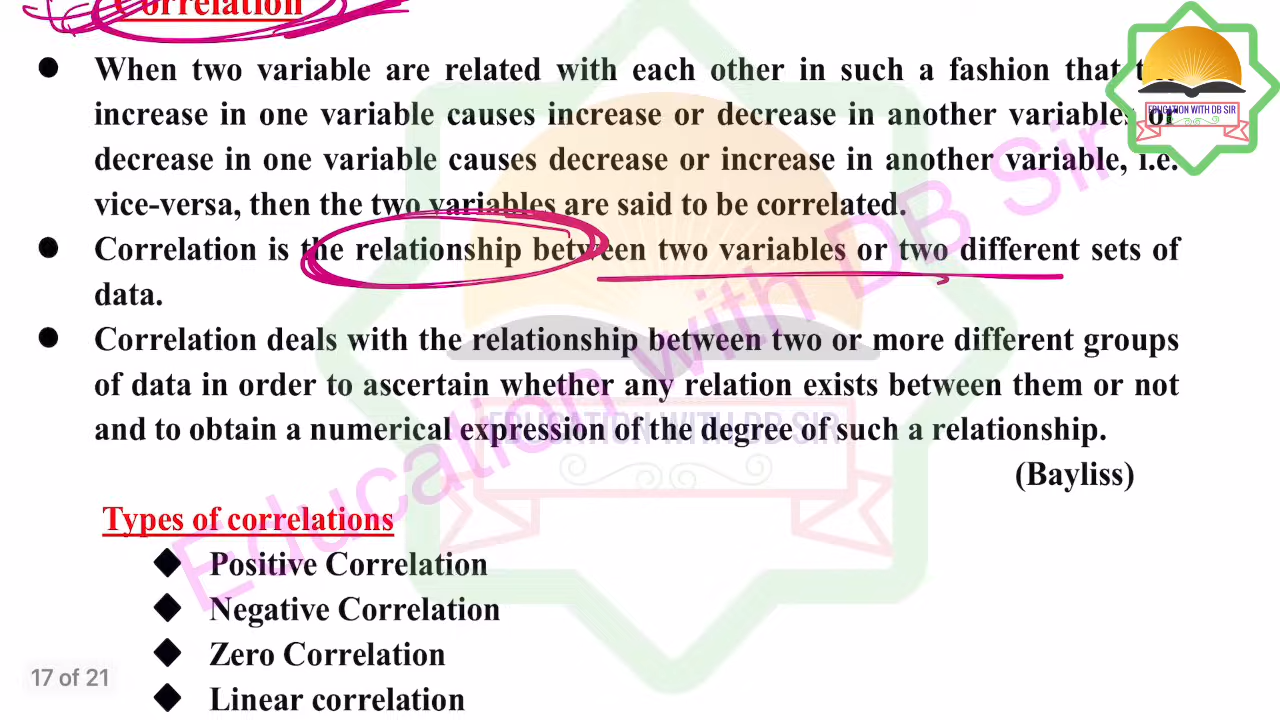 Correlation
When two variable are related with each other in such a fashion that the
increase in one variable causes increase or decrease in another variables or
decrease in one variable causes decrease or increase in another variable, i.e.
vice-versa, then the two variables are said to be correlated.
Correlation is the relationship between two variables or two different sets of
data.
Correlation deals with the relationship between two or more different groups
of data in order to ascertain whether any relation exists between them or not
and to obtain a numerical expression of the degree of such a relationship.
(Bayliss)
Types of correlations
Positive Correlation
Negative Correlation
Zero Correlation
Linear correlation
17 of 21
EDUCATION WITH DB SIR
EDUCATION WITH DB SIR
Education with DB Sir